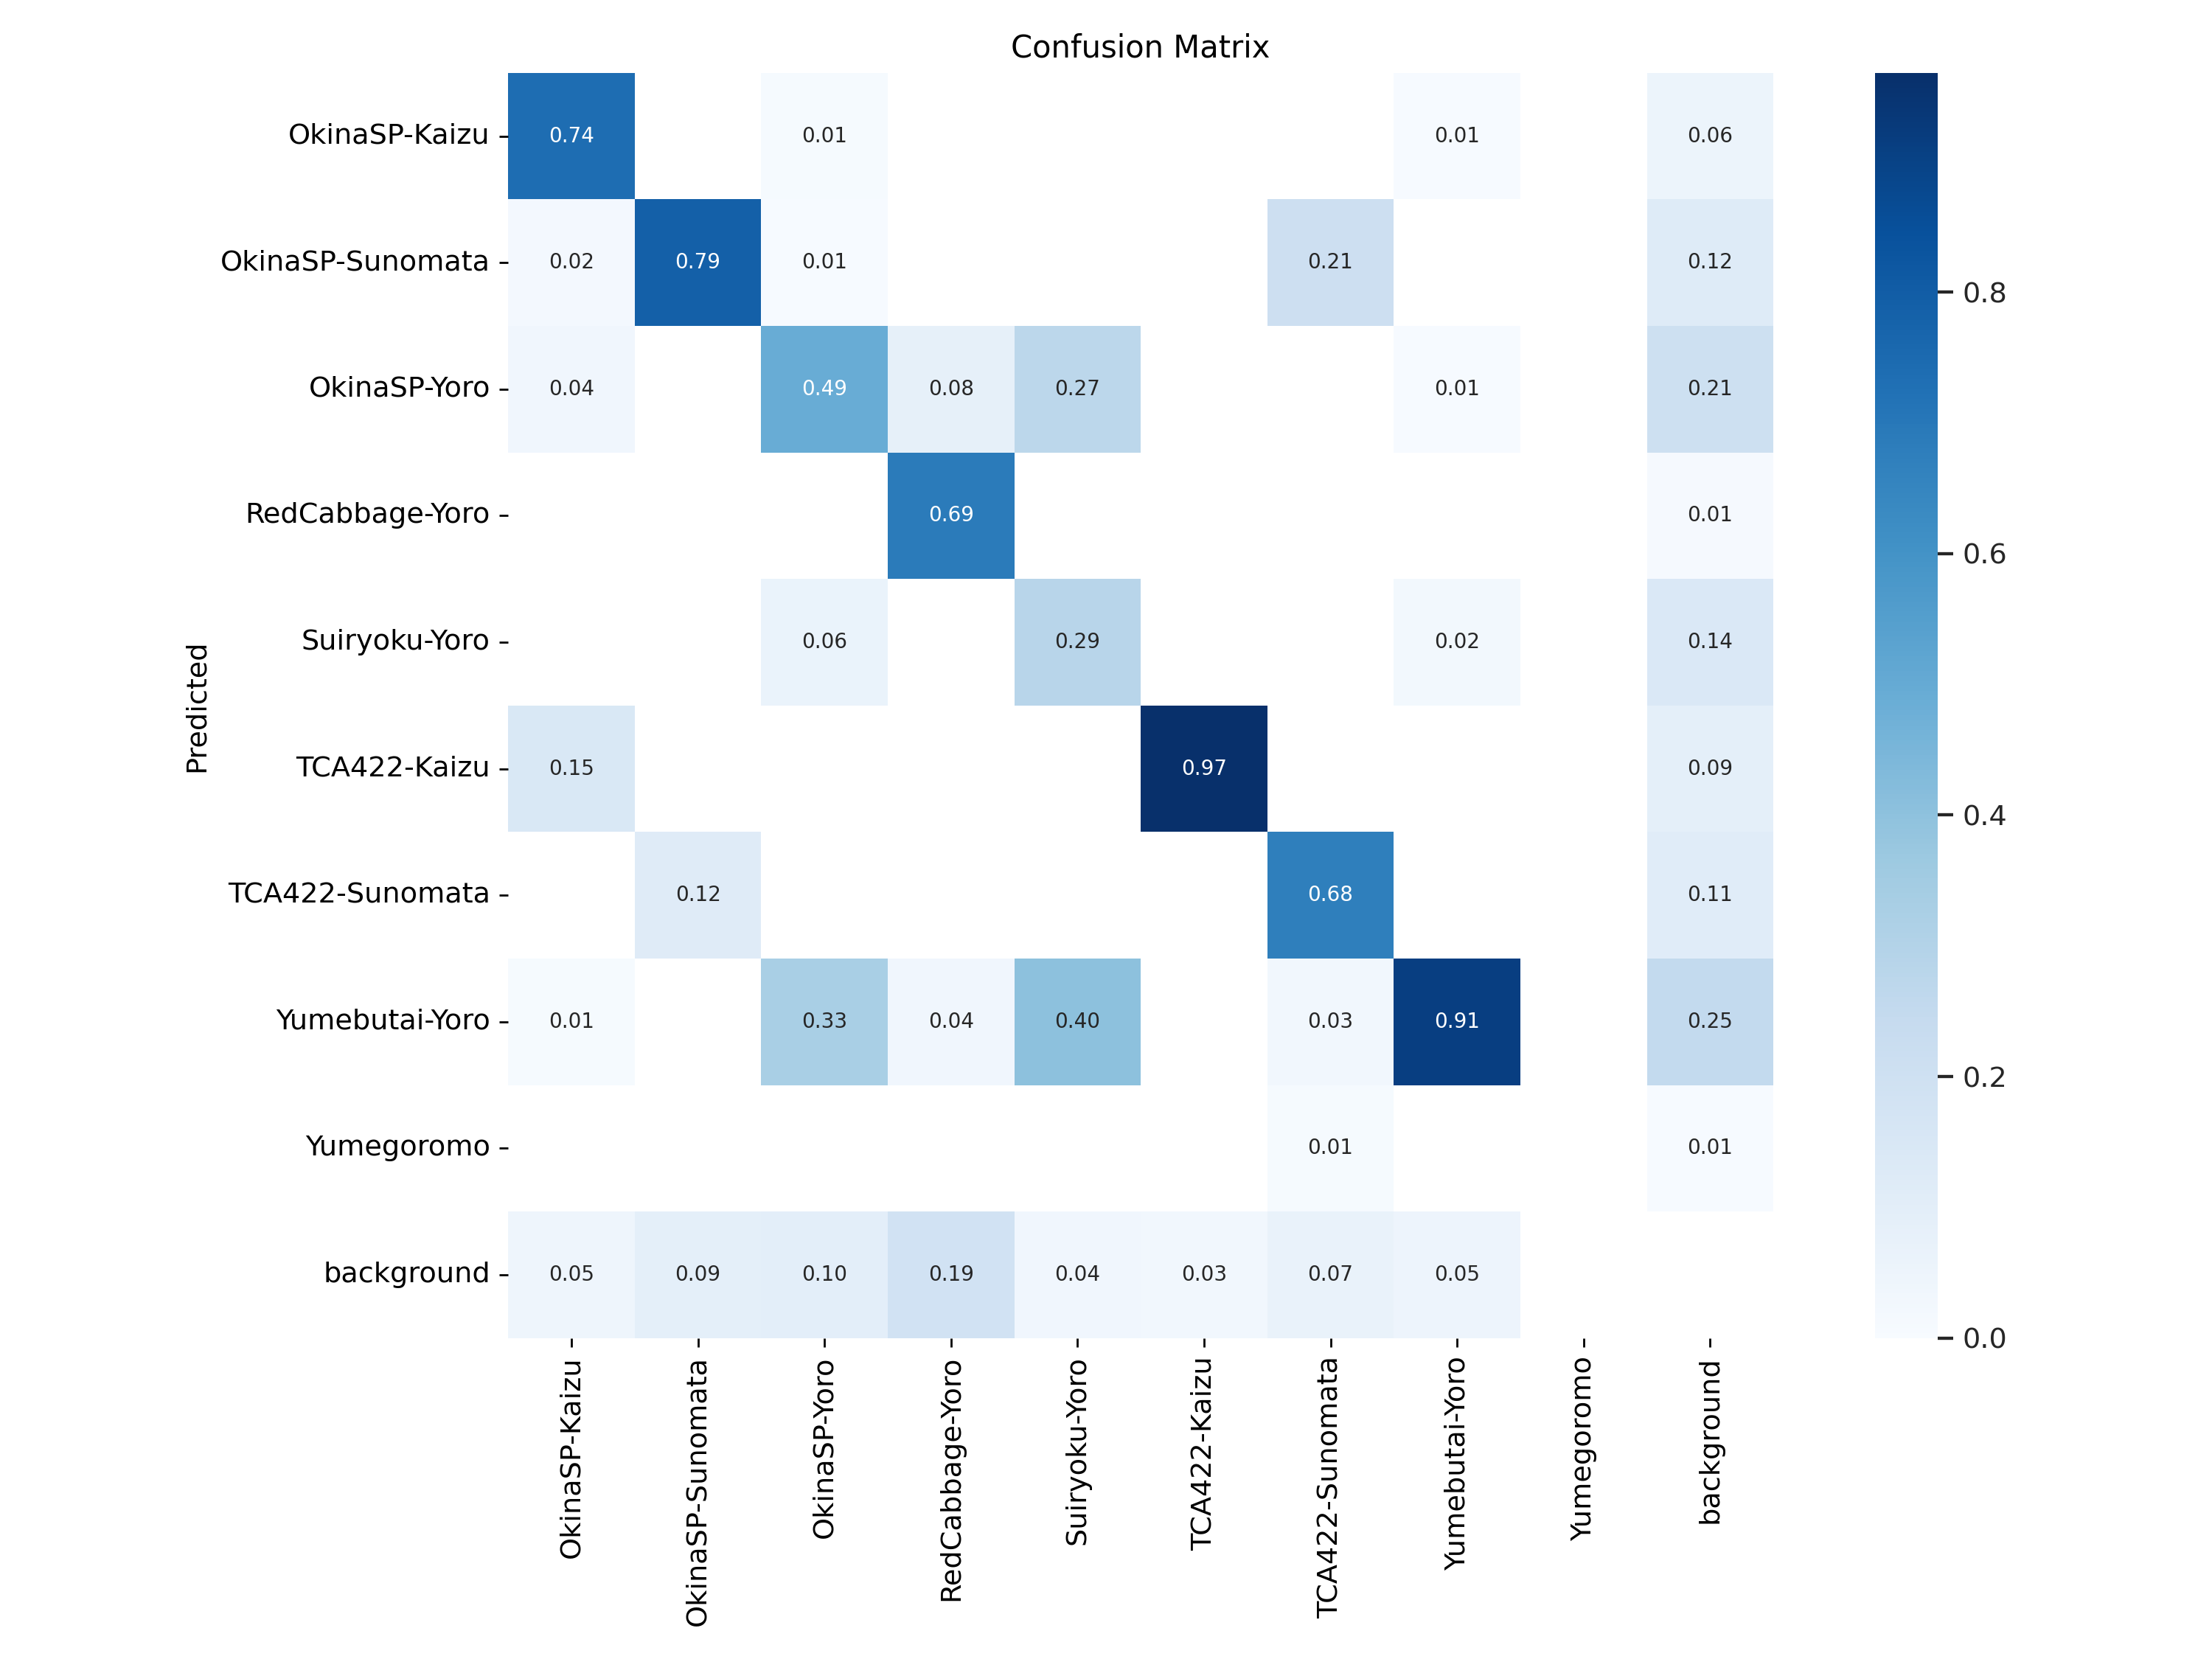 Confusion Matrix
OkinaSP-Kaizu 0.74 0.01 0.01 0.06
OkinaSP-Sunomata 0.02 0.79 0.01 0.21 0.12
0.8
OkinaSP-Yoro 0.04 0.49 0.08 0.27 0.01 0.21
RedCabbage-Yoro 0.69 0.01
0.6
Suiryoku-Yoro 0.06 0.29 0.02 0.14
Predicted
TCA422-Kaizu 0.15 0.97 0.09
0.4
TCA422-Sunomata 0.12 0.68 0.11
Yumebutai-Yoro 0.01 0.33 0.04 0.40 0.03 0.91 0.25
0.2
Yumegoromo 0.01 0.01
background 0.05 0.09 0.10 0.19 0.04 0.03 0.07 0.05
0.0
OkinaSP-Kaizu
OkinaSP-Sunomata
OkinaSP-Yoro
RedCabbage-Yoro
Suiryoku-Yoro
TCA422-Kaizu
TCA422-Sunomata
Yumebutai-Yoro
Yumegoromo
background